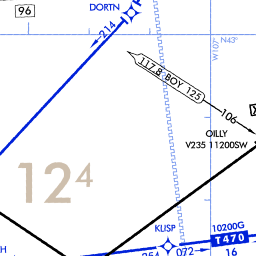 DORTN
96
214
N43°
W107°
117.8 BOY 125
106
OILLY
V235 11200SW
12⁴
KLISP
10200G
T470
H
254
072
16